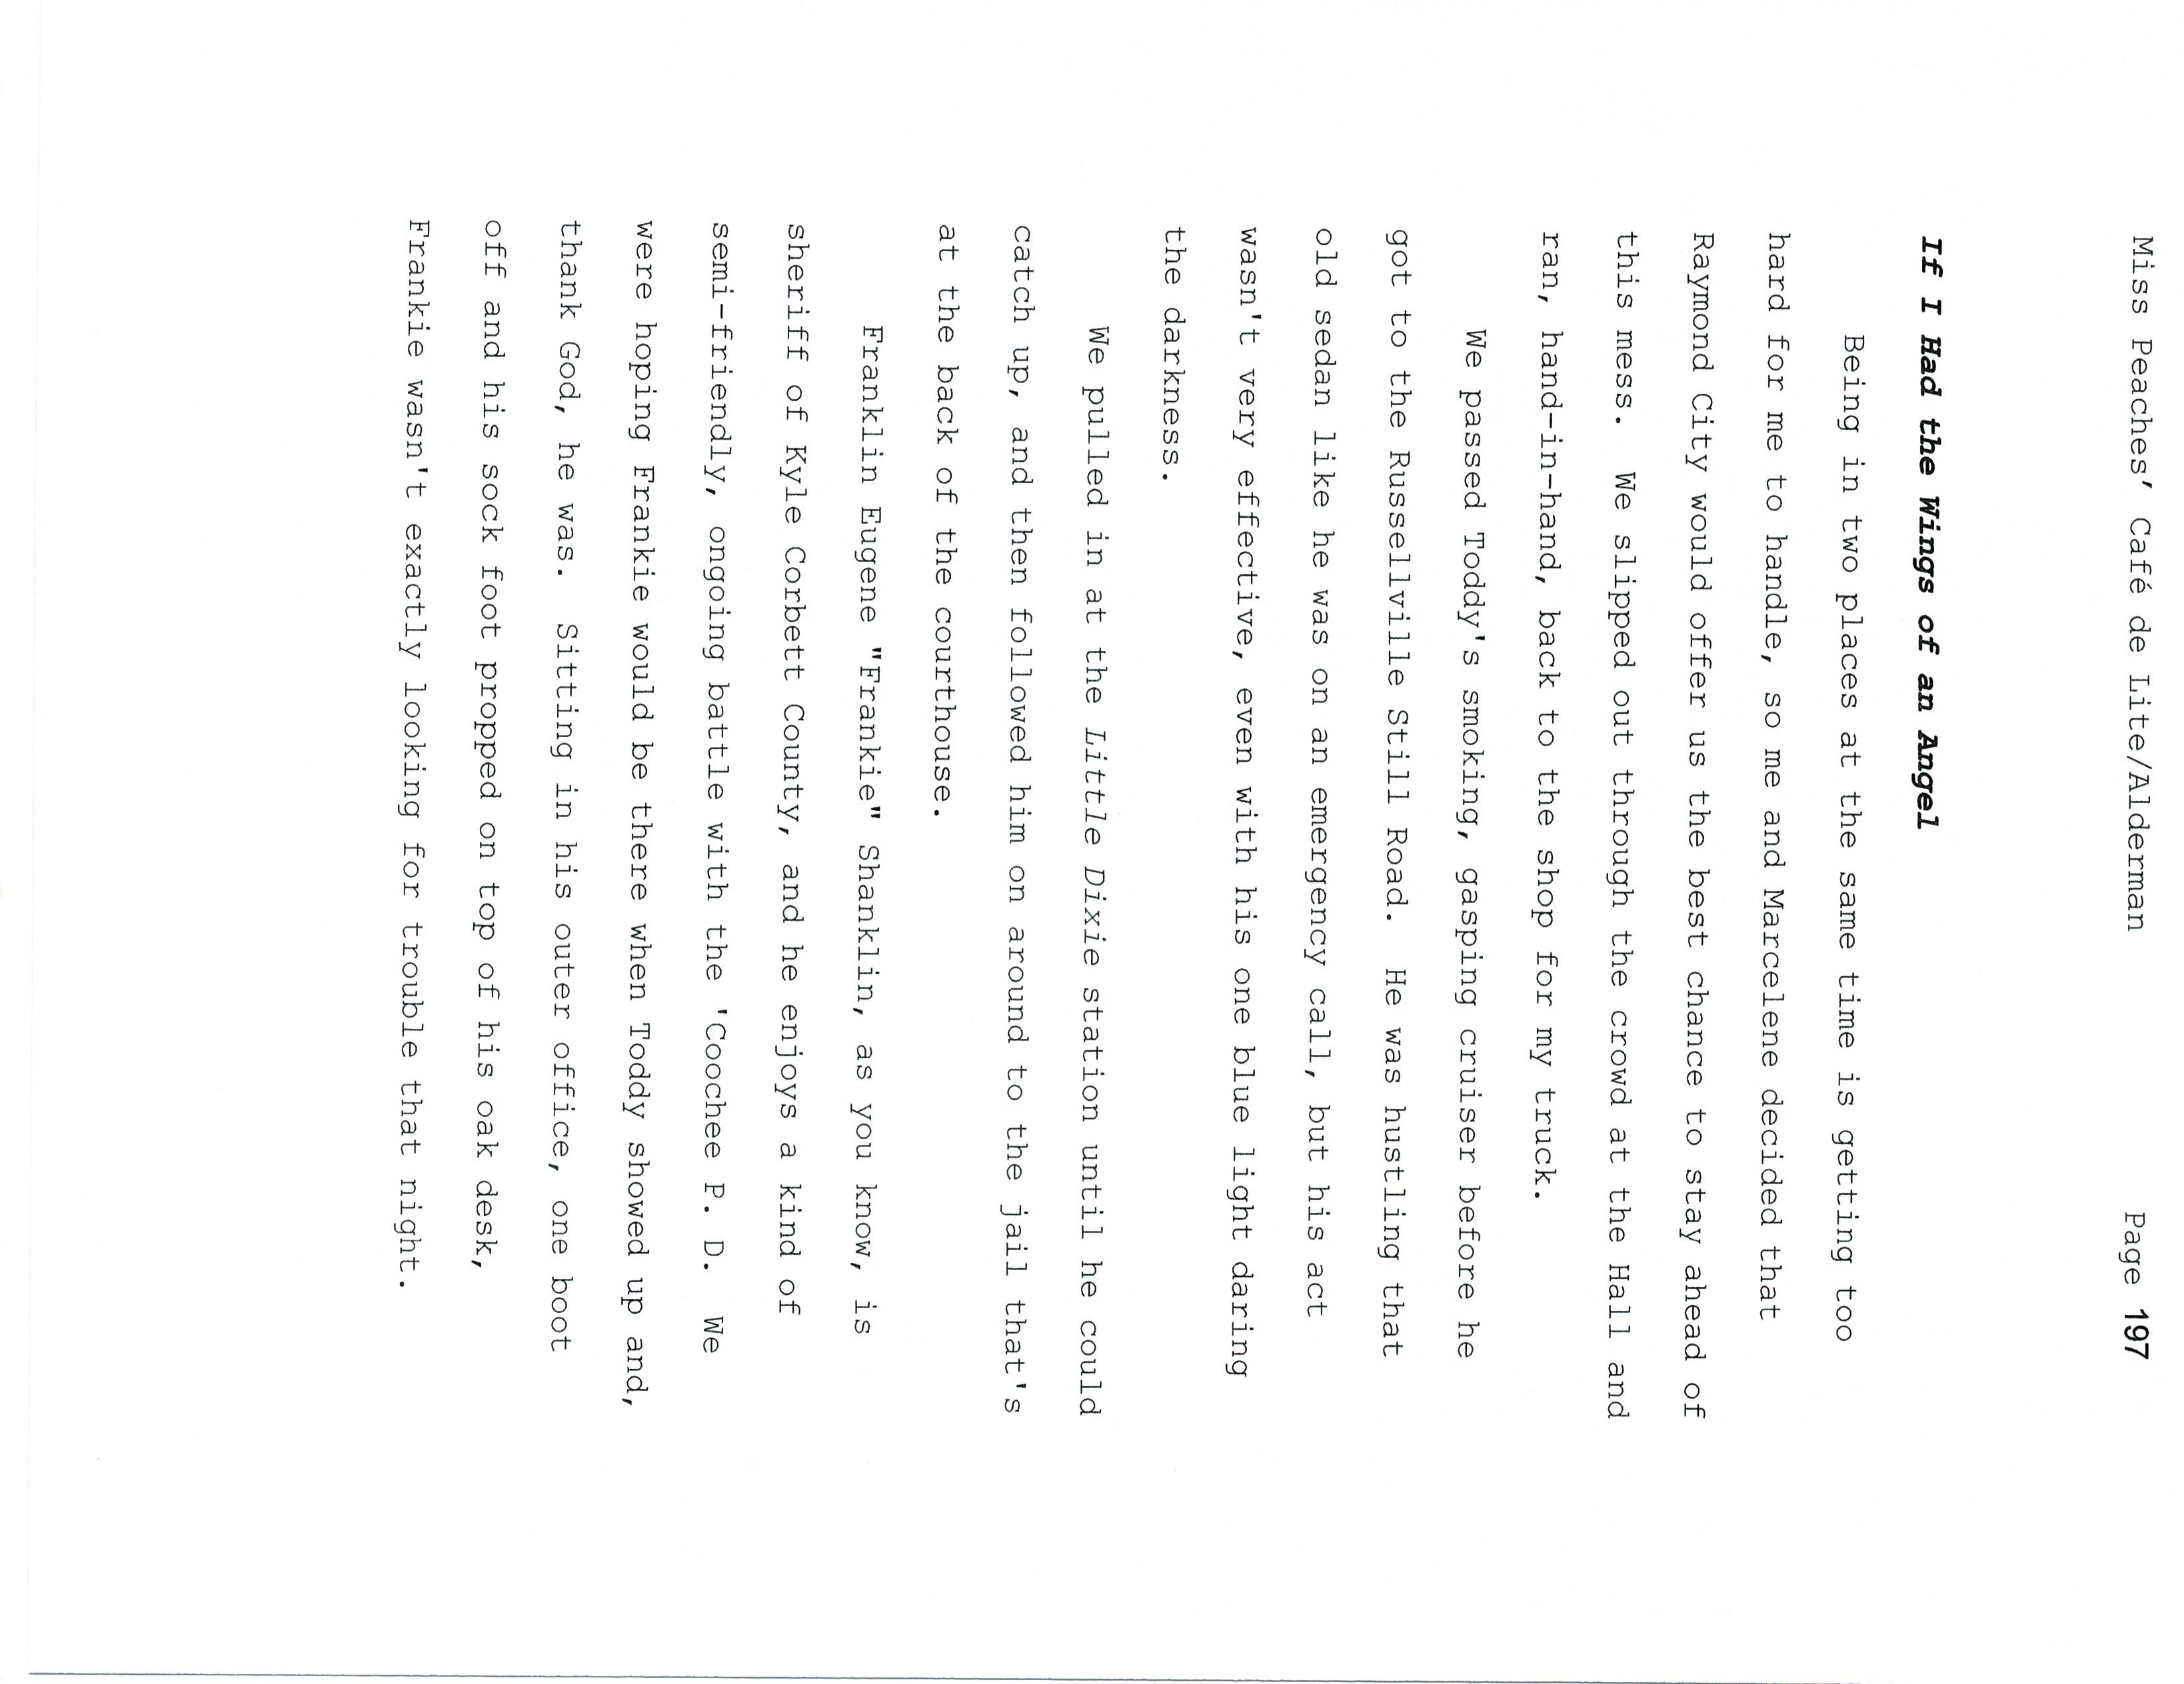 Miss Peaches’ Café de Lite/Alderman Page 197
If I Had the Wings of an Angel
Being in two places at the same time is getting too
hard for me to handle, so me and Marcelene decided that
Raymond City would offer us the best chance to stay ahead of
this mess.  We slipped out through the crowd at the Hall and
ran, hand-in-hand, back to the shop for my truck.
We passed Toddy's smoking, gasping cruiser before he
got to the Russellville Still Road.  He was hustling that
old sedan like he was on an emergency call, but his act
wasn't very effective, even with his one blue light daring
the darkness.
We pulled in at the Little Dixie station until he could
catch up, and then followed him on around to the jail that's
at the back of the courthouse.
Franklin Eugene "Frankie" Shanklin, as you know, is
sheriff of Kyle Corbett County, and he enjoys a kind of
semi-friendly, ongoing battle with the 'Coochee P. D.  We
were hoping Frankie would be there when Toddy showed up and,
thank God, he was.  Sitting in his outer office, one boot
off and his sock foot propped on top of his oak desk,
Frankie wasn't exactly looking for trouble that night.